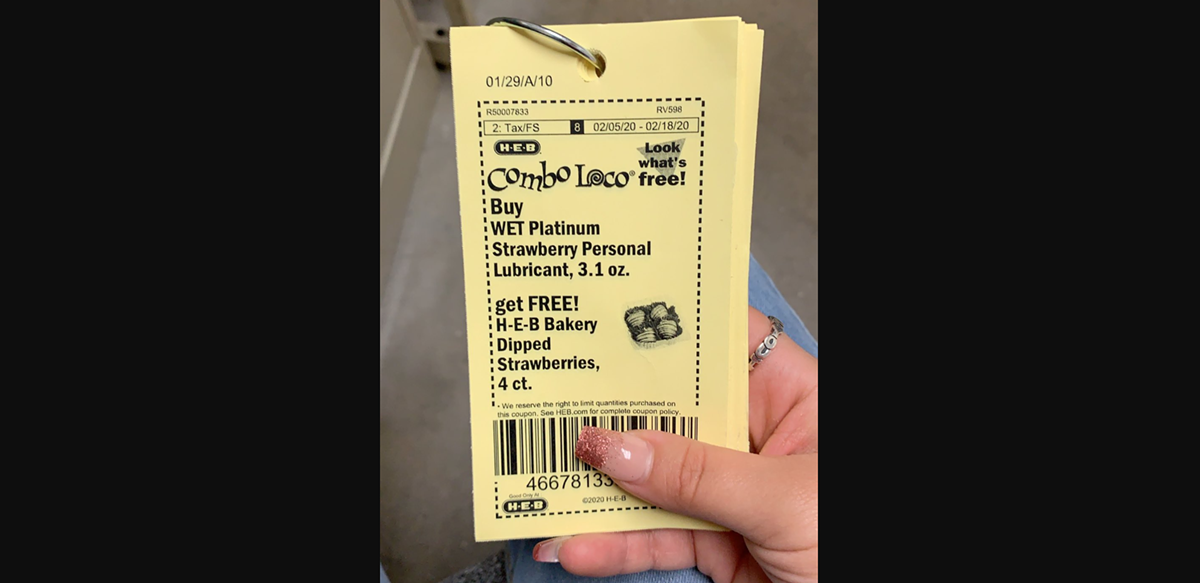 01/29/A/10
R50007833 RV598
2: Tax/FS 8 02/05/20 - 02/18/20
H-E-B
Look
what's
free!
Combo Loco®
Buy
WET Platinum
Strawberry Personal
Lubricant, 3.1 oz.
get FREE!
H-E-B Bakery
Dipped
Strawberries,
4 ct.
• We reserve the right to limit quantities purchased on
this coupon. See HEB.com for complete coupon policy.
46678133
Good Only At
H-E-B
©2020 H-E-B